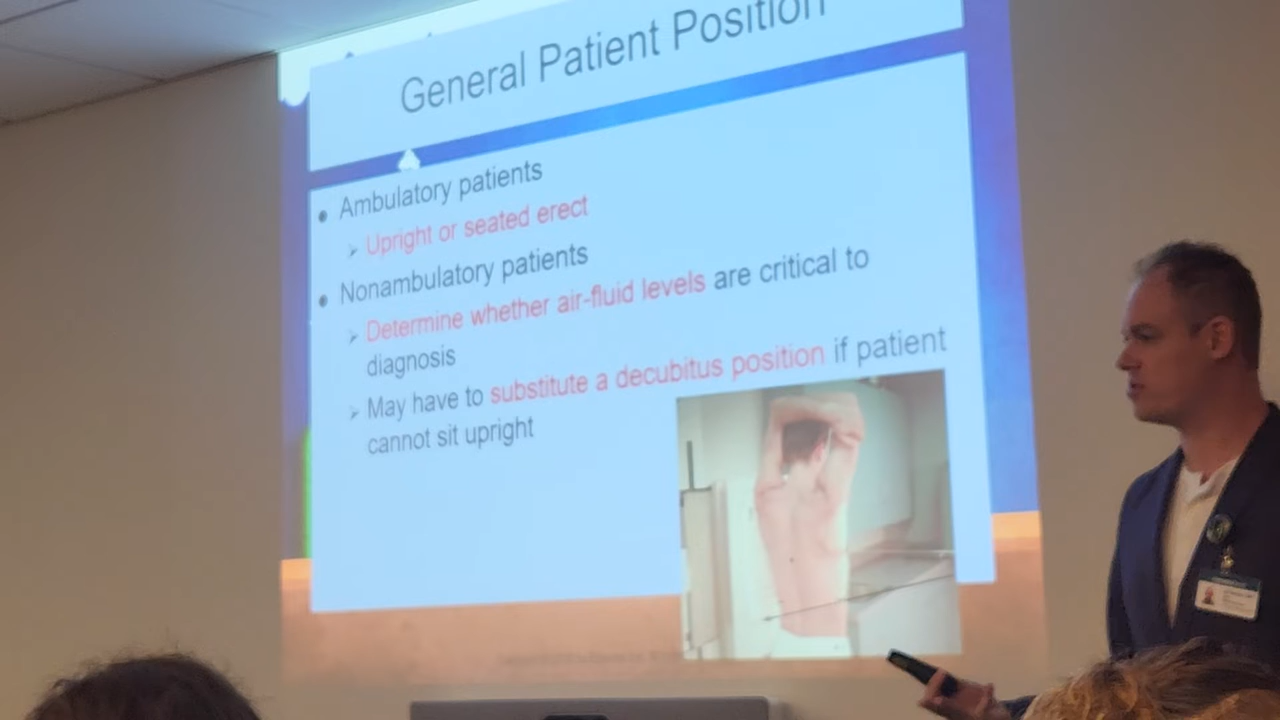 General Patient Position
• Ambulatory patients
➢ Upright or seated erect
• Nonambulatory patients
➢ Determine whether air-fluid levels are critical to
diagnosis
➢ May have to substitute a decubitus position if patient
cannot sit upright